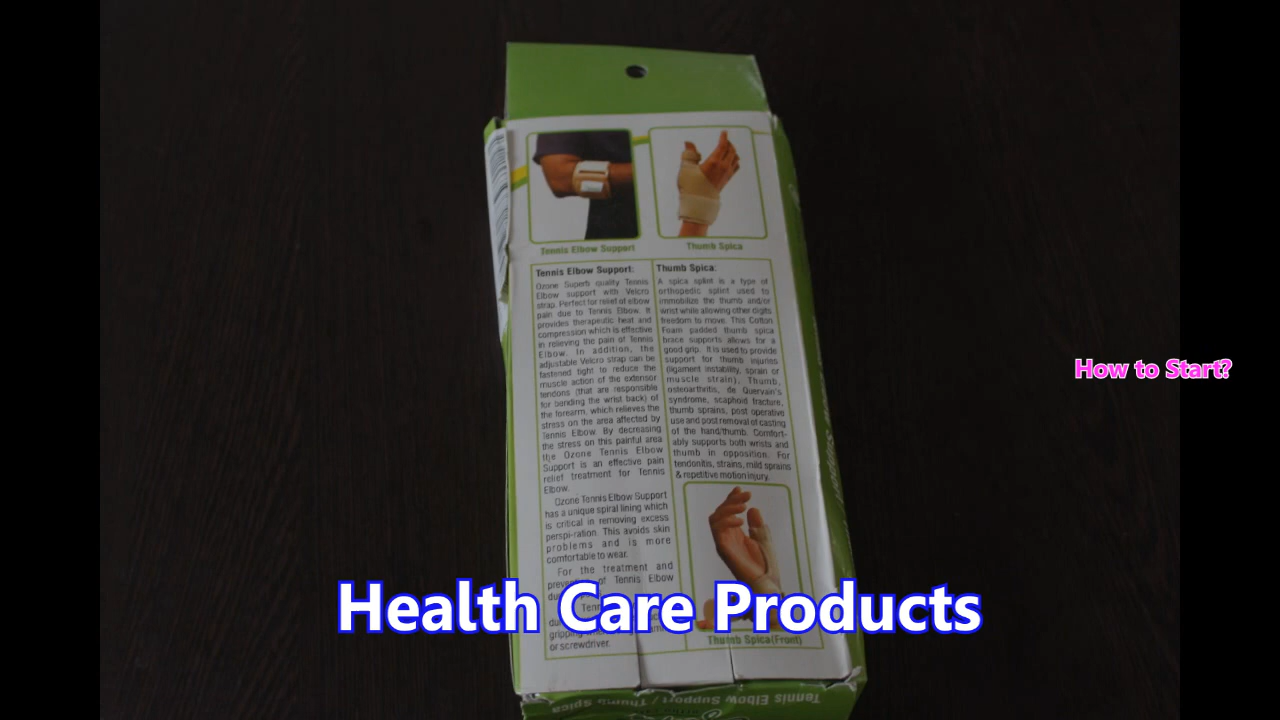 Tennis Elbow Support
Thumb Spica
Tennis Elbow Support:
Ozone Superb quality Tennis
Elbow support with Velcro
strap. Perfect for relief of elbow
pain due to Tennis Elbow. It
provides therapeutic heat and
compression which is effective
in relieving the pain of Tennis
Elbow. In addition, the
adjustable Velcro strap can be
fastened tight to reduce the
muscle action of the extensor
tendons (that are responsible
for bending the wrist back) of
the forearm, which relieves the
stress on the area affected by
Tennis Elbow. By decreasing
the stress on this painful area
the Ozone Tennis Elbow
Support is an effective pain
relief treatment for Tennis
Elbow.
Ozone Tennis Elbow Support
has a unique spiral lining which
is critical in removing excess
perspi-ration. This avoids skin
problems and is more
comfortable to wear.
For the treatment and
of Tennis Elbow
gripping
or screwdriver.
Thumb Spica:
A spica splint is a type of
orthopedic splint used to
immobilize the thumb and/or
wrist while allowing other digits
freedom to move. This Cotton
Foam padded thumb spica
brace supports allows for a
good grip. It is used to provide
support for thumb injuries
(ligament instability, sprain or
muscle strain), Thumb,
osteoarthritis, de Quervain's
syndrome, scaphoid fracture,
thumb sprains, post operative
use and post removal of casting
of the hand/thumb. Comfort-
ably supports both wrists and
thumb in opposition. For
tendonitis, strains, mild sprains
& repetitive motion injury.
Thumb Spica(Front)
Tennis Elbow Support / Thumb Spica
How to Start?
Health Care Products